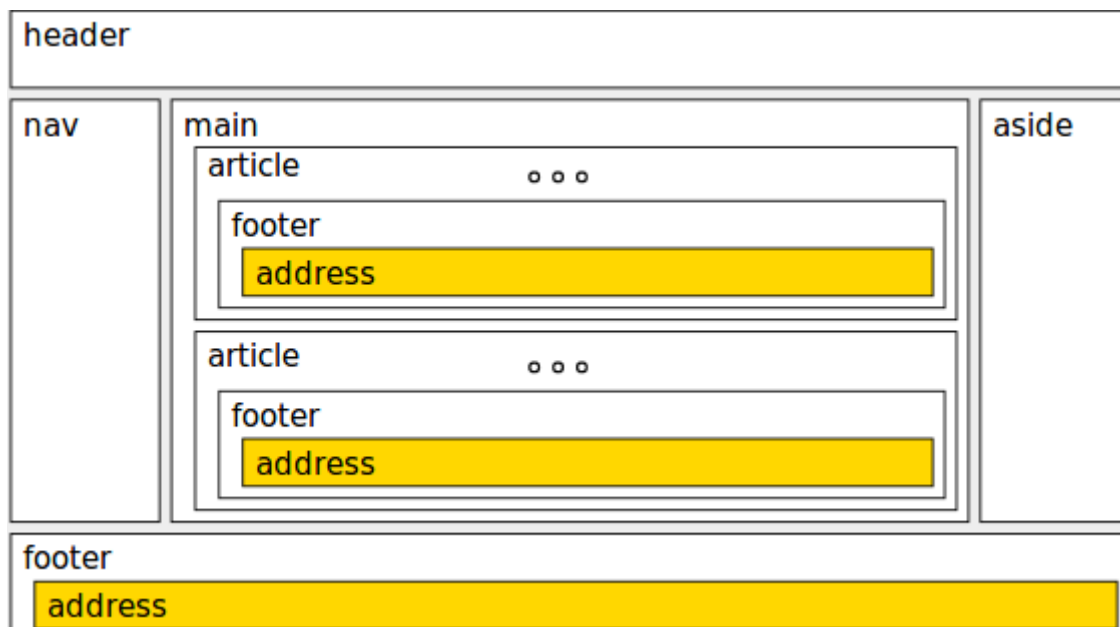 header
nav
main
article
footer
address
article
footer
address
aside
footer
address